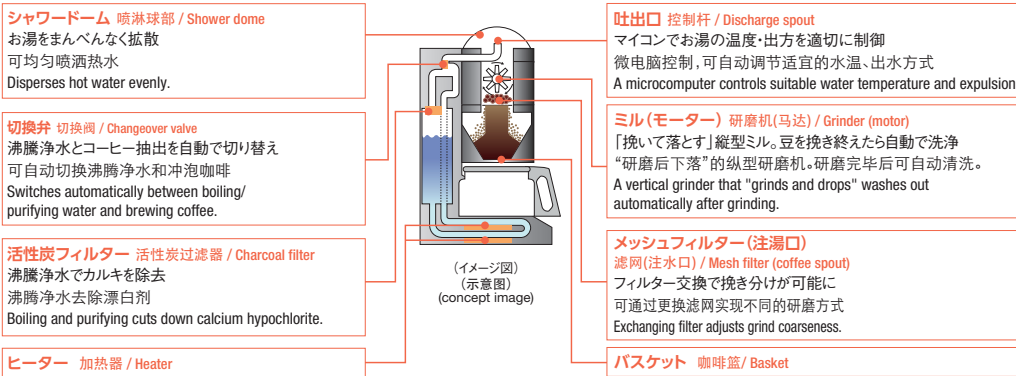 シャワードーム 喷淋球部 / Shower dome
お湯をまんべんなく拡散
可均匀喷洒热水
Disperses hot water evenly.
切換弁 切换阀 / Changeover valve
沸騰浄水とコーヒー抽出を自動で切り替え
可自动切换沸腾净水和冲泡咖啡
Switches automatically between boiling/
purifying water and brewing coffee.
活性炭フィルター 活性炭过滤器 / Charcoal filter
沸騰浄水でカルキを除去
沸腾净水去除漂白剂
Boiling and purifying cuts down calcium hypochlorite.
ヒーター 加热器 / Heater
(イメージ図)
(示意图)
(concept image)
吐出口 控制杆 / Discharge spout
マイコンでお湯の温度・出方を適切に制御
微电脑控制,可自动调节适宜的水温、出水方式
A microcomputer controls suitable water temperature and expulsion
ミル(モーター) 研磨机(马达) / Grinder (motor)
「挽いて落とす」縦型ミル。豆を挽き終えたら自動で洗浄
“研磨后下落”的纵型研磨机。研磨完毕后可自动清洗。
A vertical grinder that "grinds and drops" washes out
automatically after grinding.
メッシュフィルター(注湯口)
滤网(注水口) / Mesh filter (coffee spout)
フィルター交換で挽き分けが可能に
可通过更换滤网实现不同的研磨方式
Exchanging filter adjusts grind coarseness.
バスケット 咖啡篮/ Basket